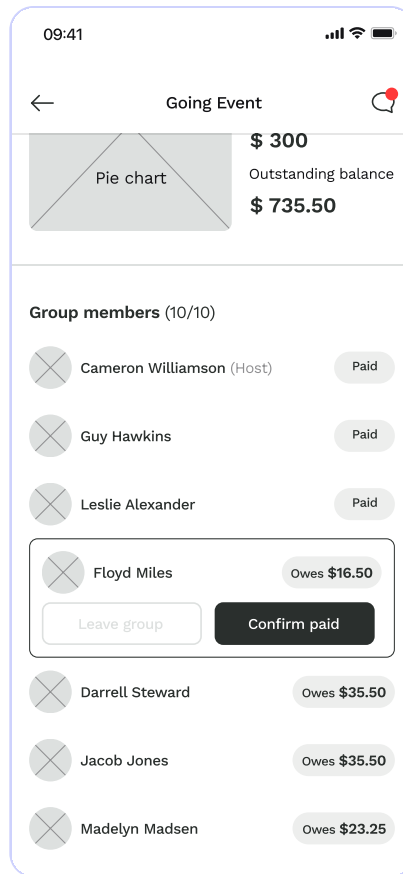 09:41
Going Event
$ 300
Pie chart
Outstanding balance
$ 735.50
Group members (10/10)
Cameron Williamson (Host)
Paid
Guy Hawkins
Paid
Leslie Alexander
Paid
Floyd Miles
Owes $16.50
Leave group
Confirm paid
Darrell Steward
Owes $35.50
Jacob Jones
Owes $35.50
Madelyn Madsen
Owes $23.25